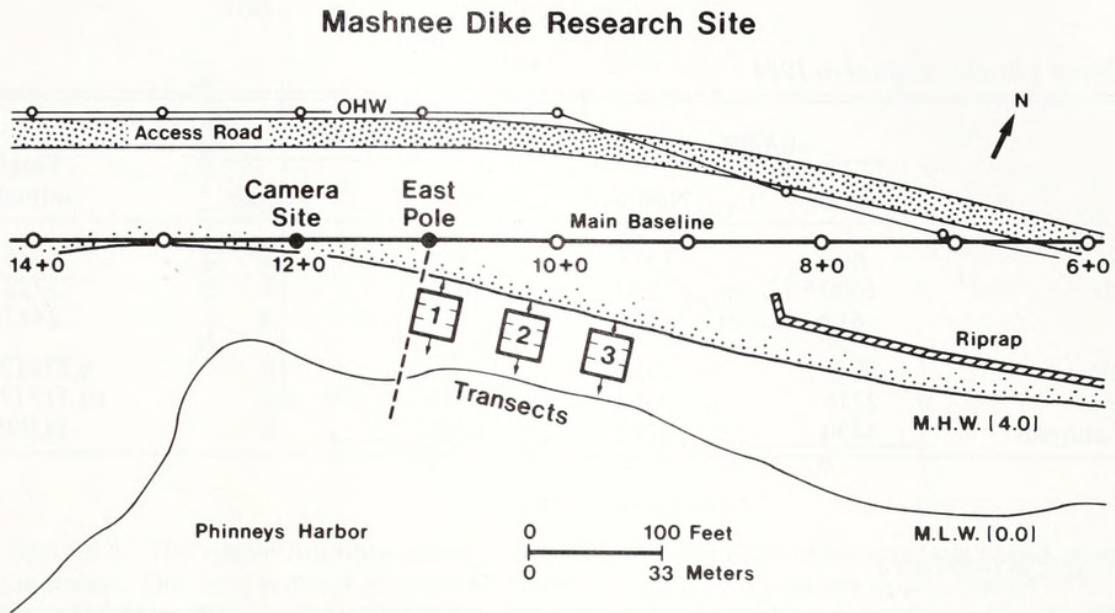 Mashnee Dike Research Site
OHW
N
Access Road
Camera Site
East Pole
Main Baseline
14+0
12+0
10+0
8+0
6+0
1
2
3
Riprap
Transects
M.H.W. (4.0)
Phinneys Harbor
0 100 Feet
0 33 Meters
M.L.W. (0.0)